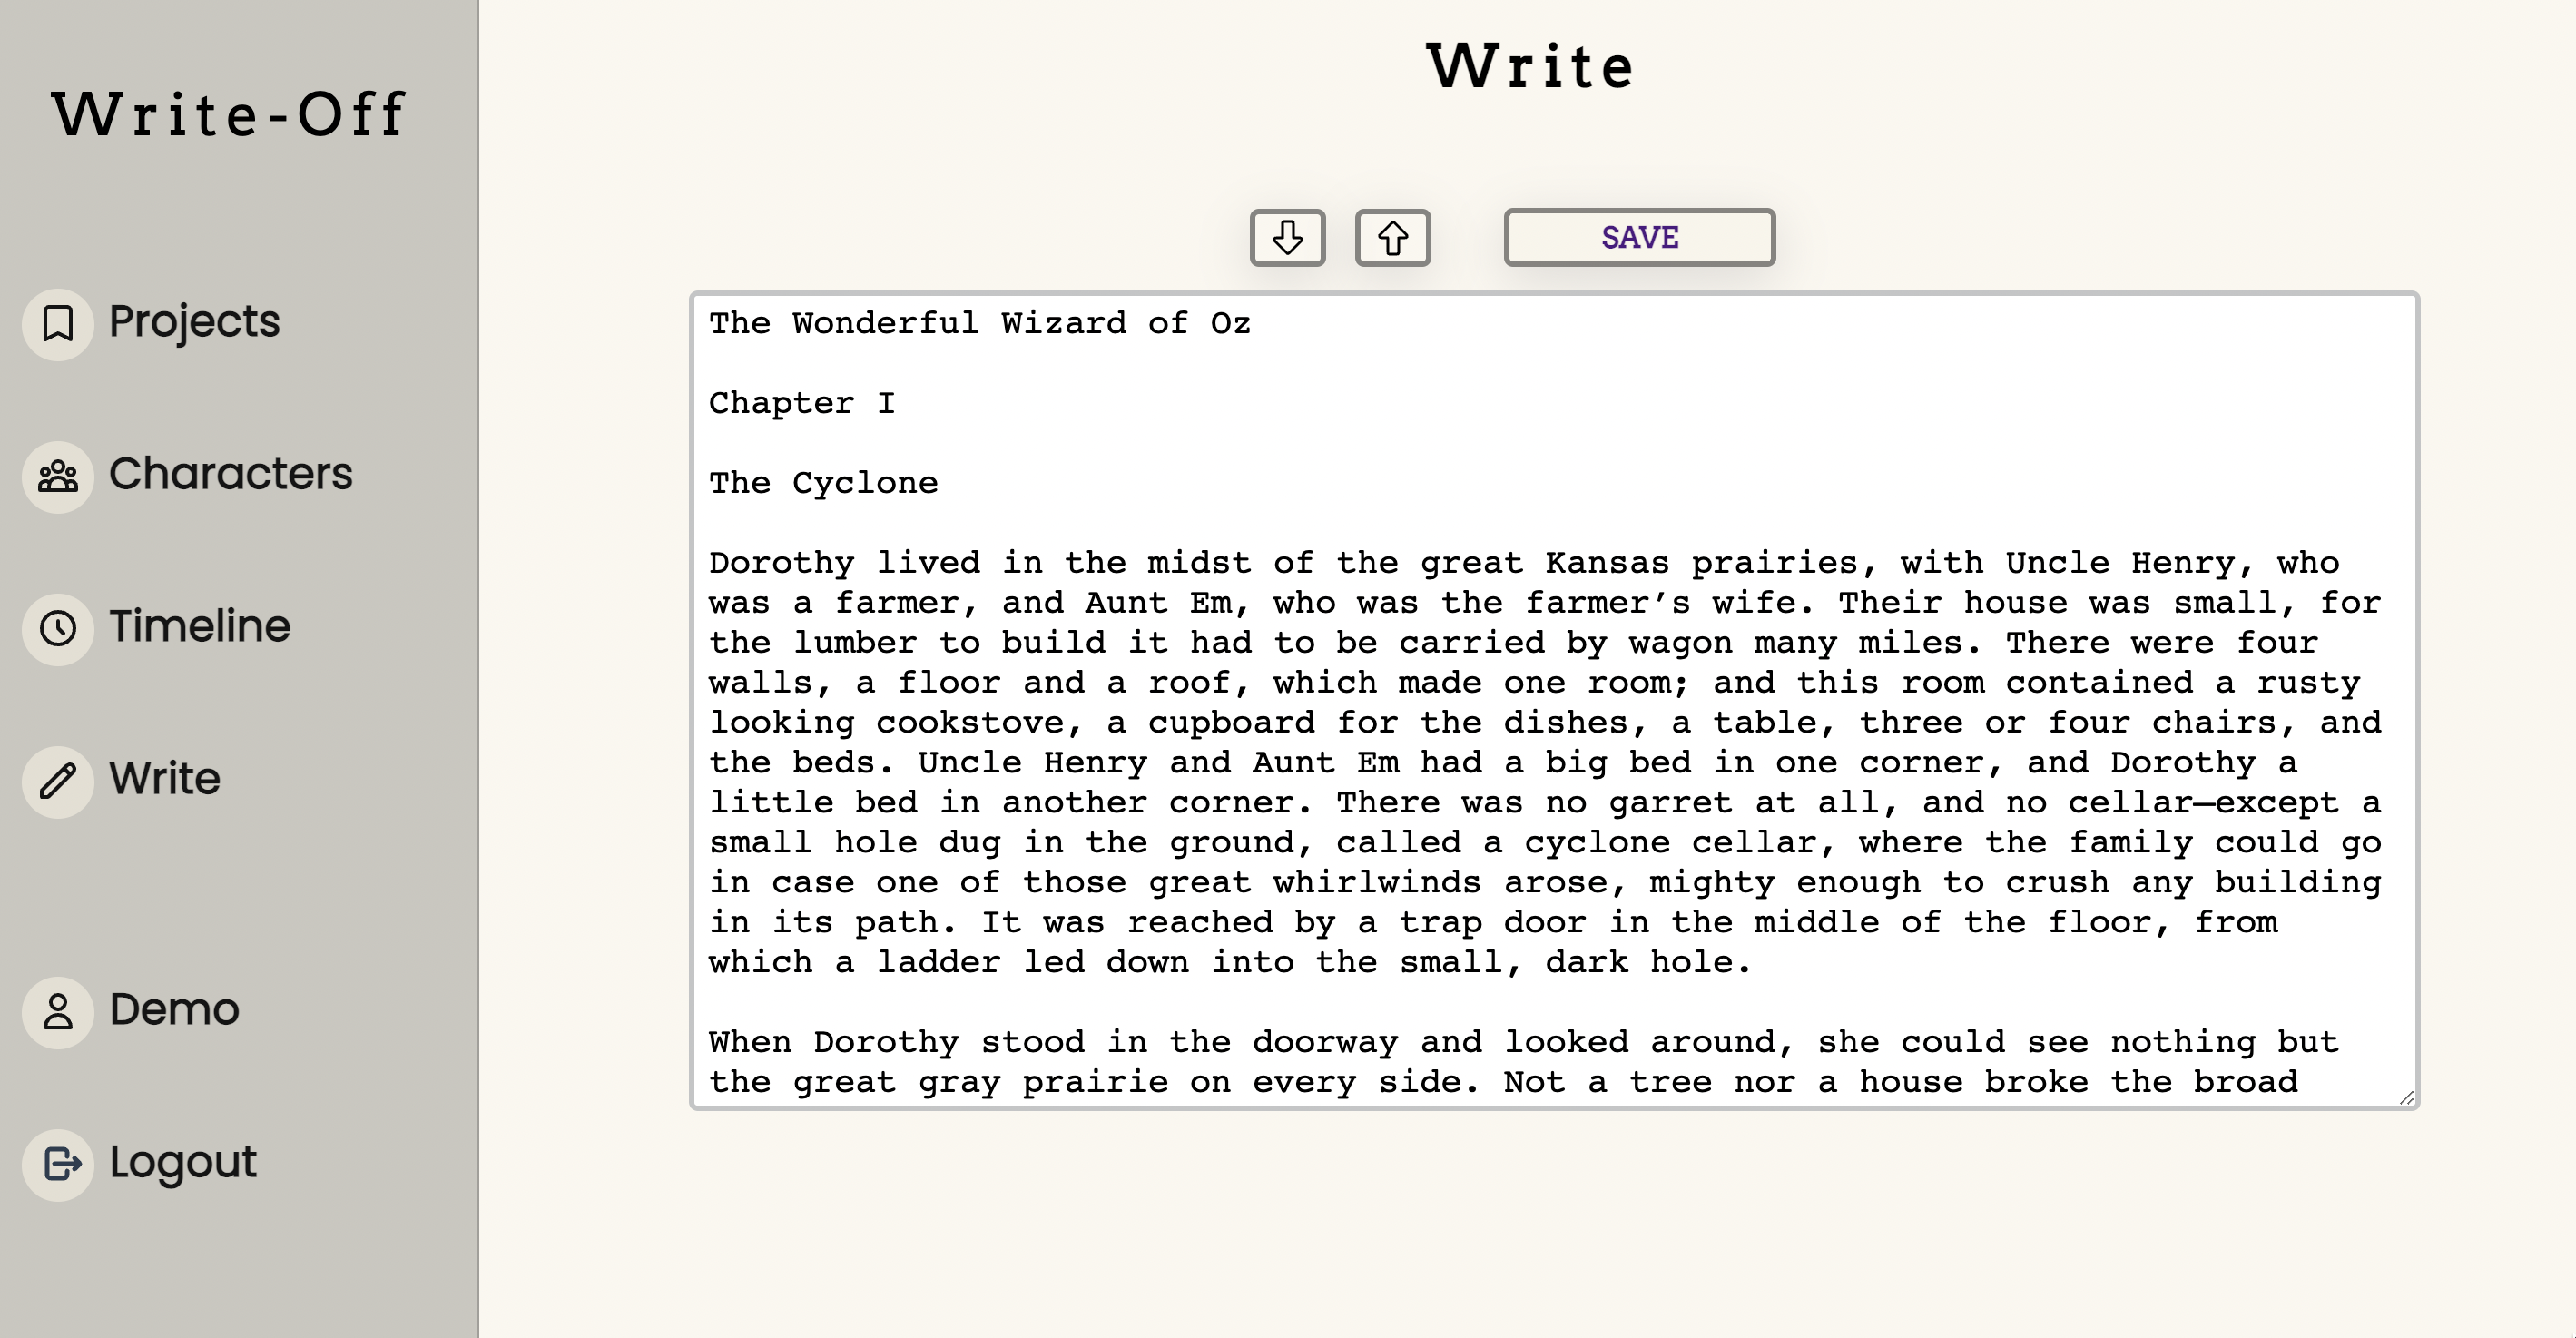 Write-Off
Projects
Characters
Timeline
Write
Demo
Logout
Write
SAVE
The Wonderful Wizard of Oz
Chapter I
The Cyclone
Dorothy lived in the midst of the great Kansas prairies, with Uncle Henry, who
was a farmer, and Aunt Em, who was the farmer’s wife. Their house was small, for
the lumber to build it had to be carried by wagon many miles. There were four
walls, a floor and a roof, which made one room; and this room contained a rusty
looking cookstove, a cupboard for the dishes, a table, three or four chairs, and
the beds. Uncle Henry and Aunt Em had a big bed in one corner, and Dorothy a
little bed in another corner. There was no garret at all, and no cellar—except a
small hole dug in the ground, called a cyclone cellar, where the family could go
in case one of those great whirlwinds arose, mighty enough to crush any building
in its path. It was reached by a trap door in the middle of the floor, from
which a ladder led down into the small, dark hole.
When Dorothy stood in the doorway and looked around, she could see nothing but
the great gray prairie on every side. Not a tree nor a house broke the broad